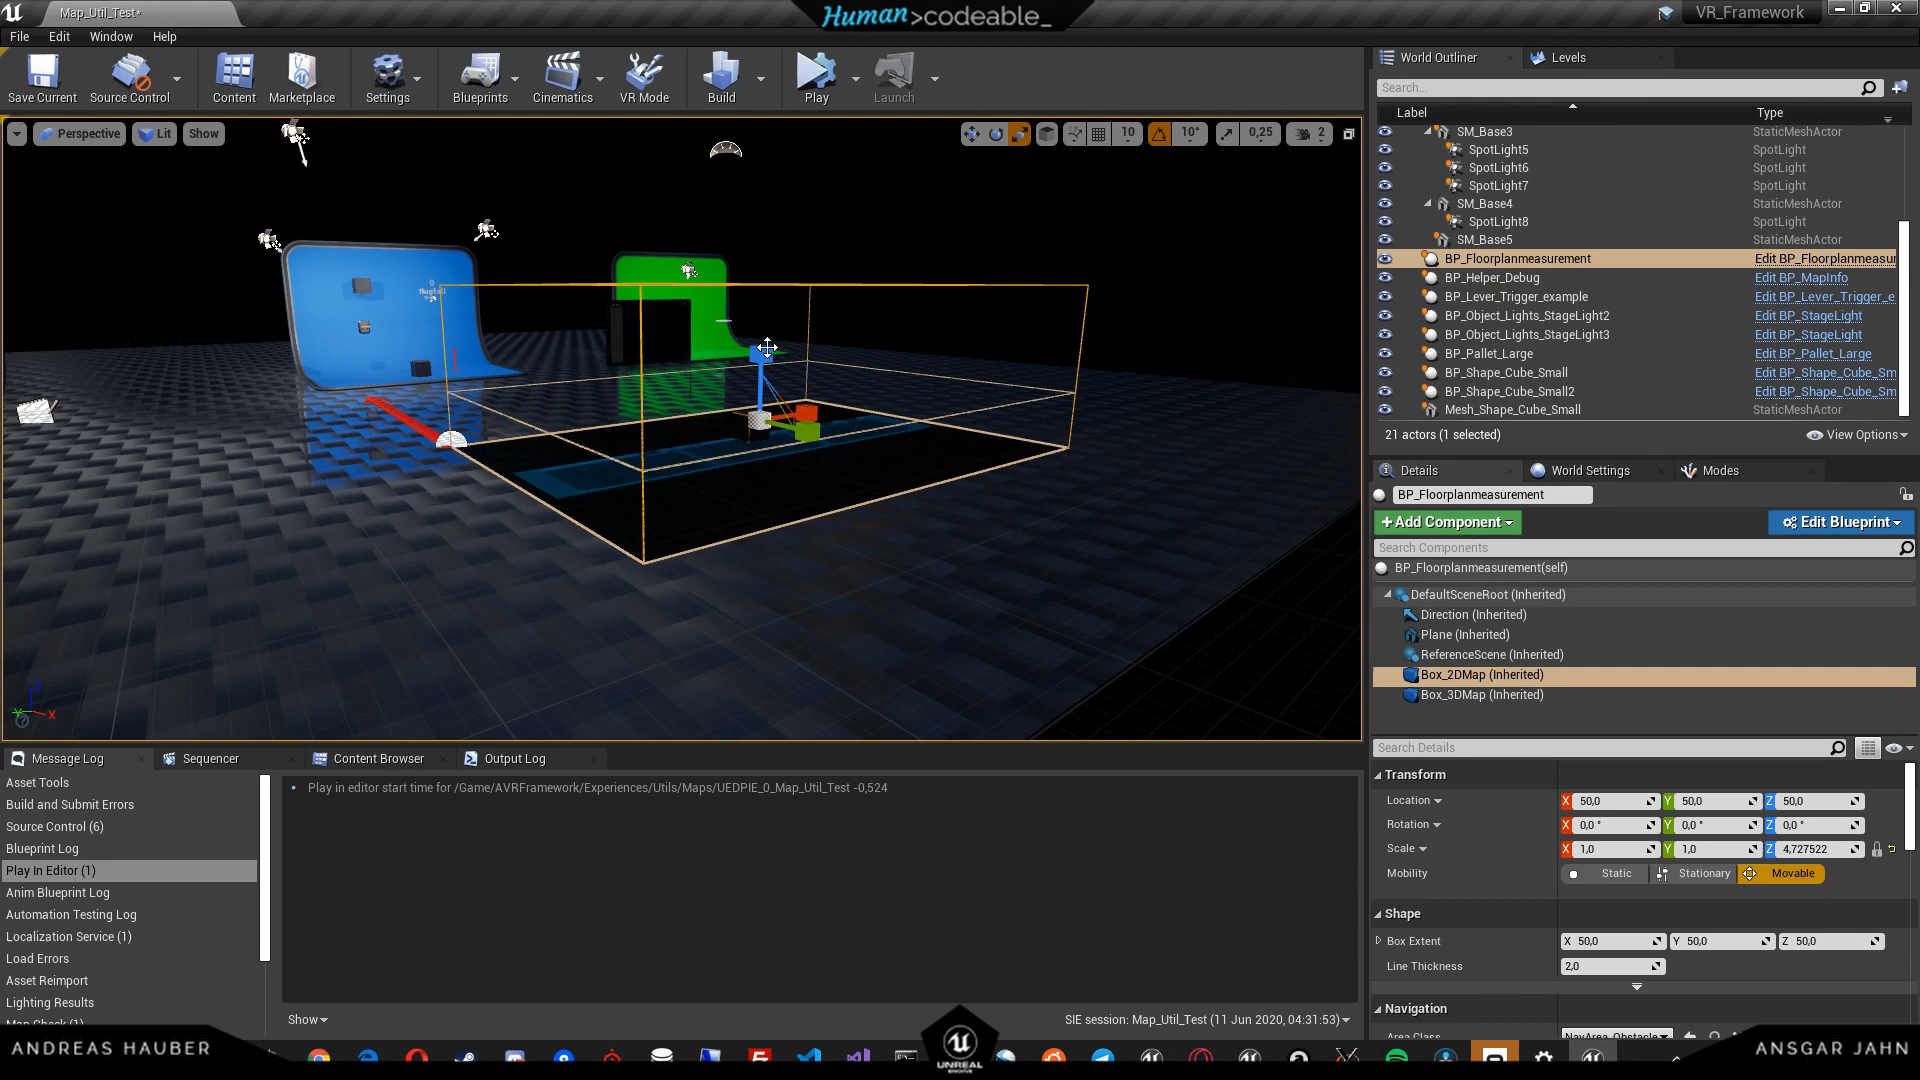 Map_Util_Test*
Human>codeable_
VR_Framework
File Edit Window Help
Save Current Source Control Content Marketplace Settings Blueprints Cinematics VR Mode Build Play Launch
Perspective Lit Show
10 10° 0,25 2
World Outliner Levels
Search...
Label Type
SM_Base3 StaticMeshActor
SpotLight5 SpotLight
SpotLight6 SpotLight
SpotLight7 SpotLight
SM_Base4 StaticMeshActor
SpotLight8 SpotLight
SM_Base5 StaticMeshActor
BP_Floorplanmeasurement Edit BP_Floorplanmeasur
BP_Helper_Debug Edit BP_MapInfo
BP_Lever_Trigger_example Edit BP_Lever_Trigger_e
BP_Object_Lights_StageLight2 Edit BP_StageLight
BP_Object_Lights_StageLight3 Edit BP_StageLight
BP_Pallet_Large Edit BP_Pallet_Large
BP_Shape_Cube_Small Edit BP_Shape_Cube_Sm
BP_Shape_Cube_Small2 Edit BP_Shape_Cube_Sm
Mesh_Shape_Cube_Small StaticMeshActor
21 actors (1 selected) View Options
Details World Settings Modes
BP_Floorplanmeasurement
+Add Component Edit Blueprint
Search Components
BP_Floorplanmeasurement(self)
DefaultSceneRoot (Inherited)
Direction (Inherited)
Plane (Inherited)
ReferenceScene (Inherited)
Box_2DMap (Inherited)
Box_3DMap (Inherited)
Search Details
Transform
Location X 50,0 Y 50,0 Z 50,0
Rotation X 0,0 ° Y 0,0 ° Z 0,0 °
Scale X 1,0 Y 1,0 Z 4,727522
Mobility Static Stationary Movable
Shape
Box Extent X 50,0 Y 50,0 Z 50,0
Line Thickness 2,0
Navigation
Area Class NavArea_Obstacle
Z
Y X
Message Log Sequencer Content Browser Output Log
Asset Tools
Build and Submit Errors
Source Control (6)
Blueprint Log
Play In Editor (1)
Anim Blueprint Log
Automation Testing Log
Localization Service (1)
Load Errors
Asset Reimport
Lighting Results
Map Check (1)
• Play in editor start time for /Game/AVRFramework/Experiences/Utils/Maps/UEDPIE_0_Map_Util_Test -0,524
Show SIE session: Map_Util_Test (11 Jun 2020, 04:31:53)
ANDREAS HAUBER
UNREAL
ENGINE
ANSGAR JAHN